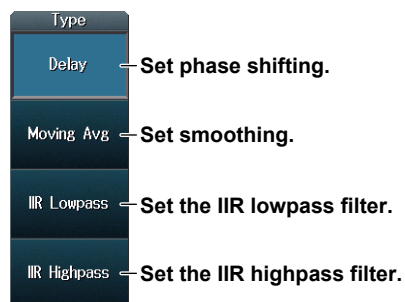 Type
Delay
Set phase shifting.
Moving Avg
Set smoothing.
IIR Lowpass
Set the IIR lowpass filter.
IIR Highpass
Set the IIR highpass filter.